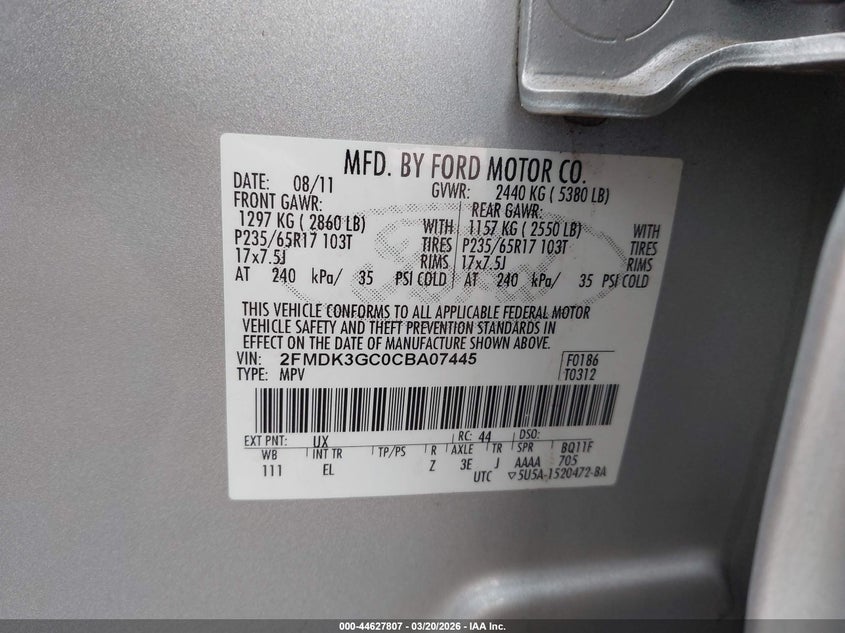 MFD. BY FORD MOTOR CO.
DATE: 08/11 GVWR: 2440 KG ( 5380 LB)
FRONT GAWR: REAR GAWR:
1297 KG ( 2860 LB) WITH 1157 KG ( 2550 LB) WITH
P235/65R17 103T TIRES P235/65R17 103T TIRES
17x7.5J RIMS 17x7.5J RIMS
AT 240 kPa/ 35 PSI COLD AT 240 kPa/ 35 PSI COLD
THIS VEHICLE CONFORMS TO ALL APPLICABLE FEDERAL MOTOR
VEHICLE SAFETY AND THEFT PREVENTION STANDARDS IN
EFFECT ON THE DATE OF MANUFACTURE SHOWN ABOVE.
VIN: 2FMDK3GC0CBA07445 F0186
TYPE: MPV T0312
EXT PNT: UX RC: 44 DSO:
WB INT TR TP/PS R AXLE TR SPR BQ11F
111 EL Z 3E J AAAA 705
UTC ▽5U5A-1520472-BA
000-44627807 - 03/20/2026 - IAA Inc.